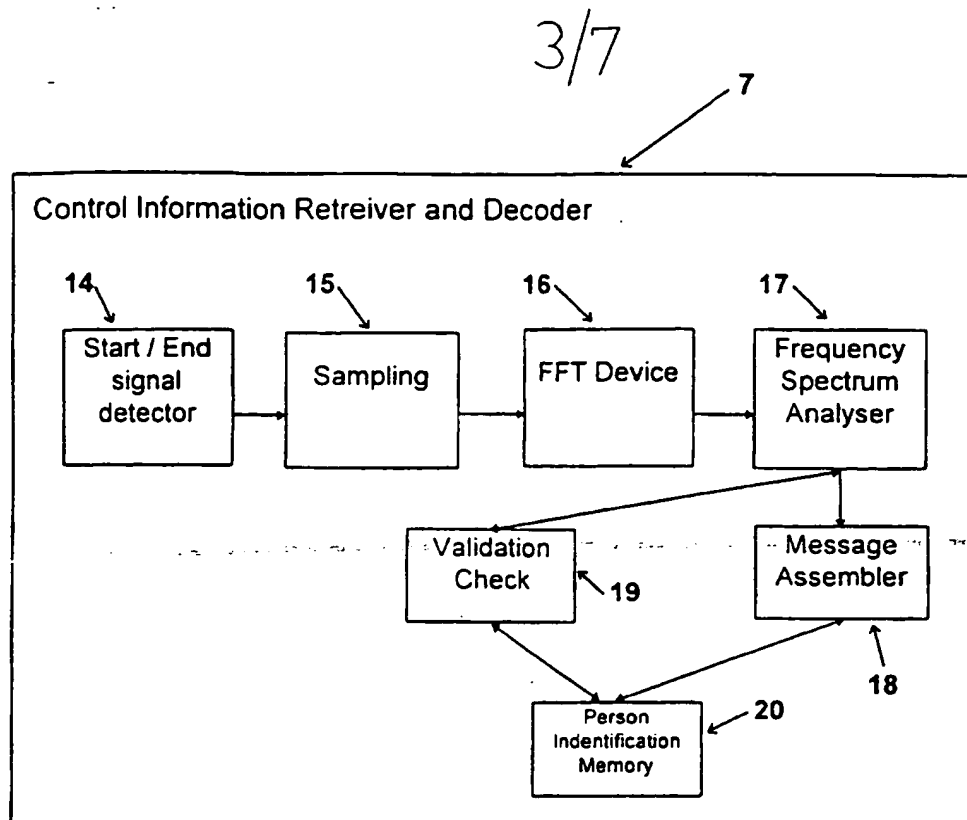 3/7
7
Control Information Retreiver and Decoder
14
15
16
17
Start / End
signal
detector
Sampling
FFT Device
Frequency
Spectrum
Analyser
Validation
Check
19
Message
Assembler
18
Person
Indentification
Memory
20